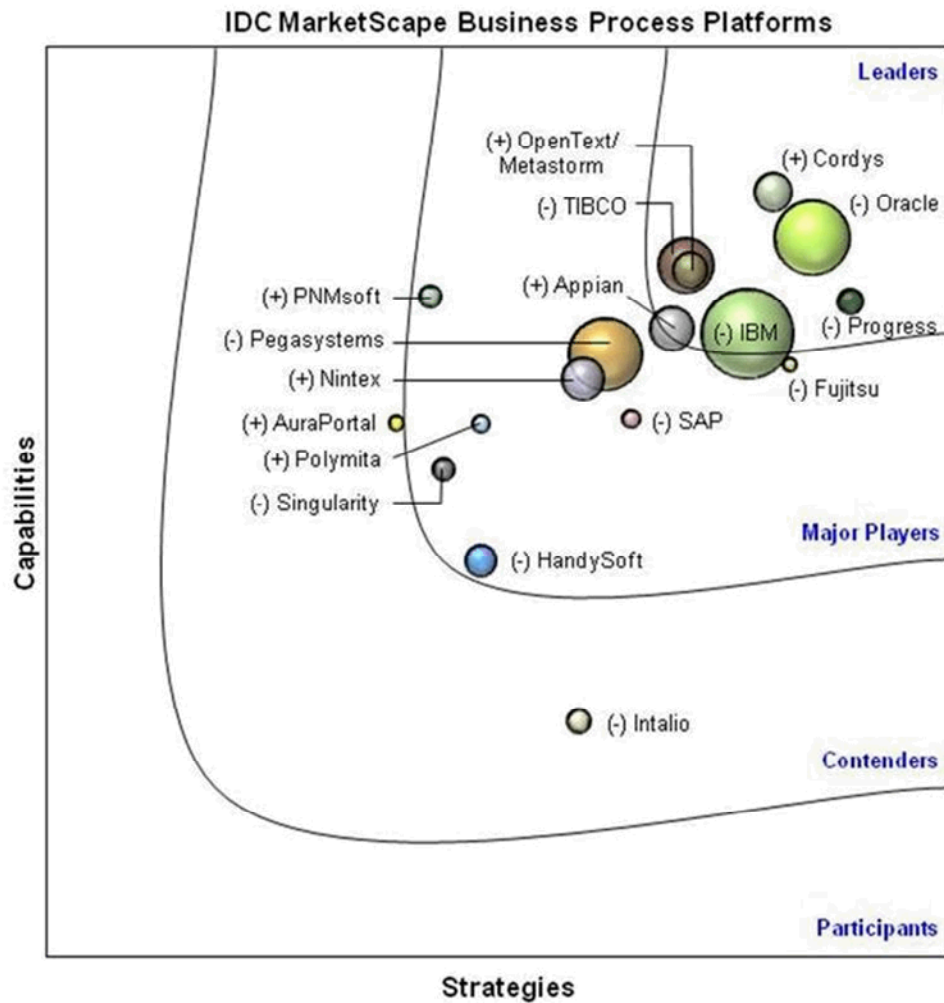 IDC MarketScape Business Process Platforms
Leaders
(+) OpenText/
Metastorm
(+) Cordys
(-) TIBCO
(-) Oracle
(+) Appian
(+) PNMsoft
(-) IBM
(-) Progress
(-) Pegasystems
(+) Nintex
(-) Fujitsu
(+) AuraPortal
(-) SAP
(+) Polymita
(-) Singularity
Major Players
(-) HandySoft
(-) Intalio
Contenders
Participants
Capabilities
Strategies